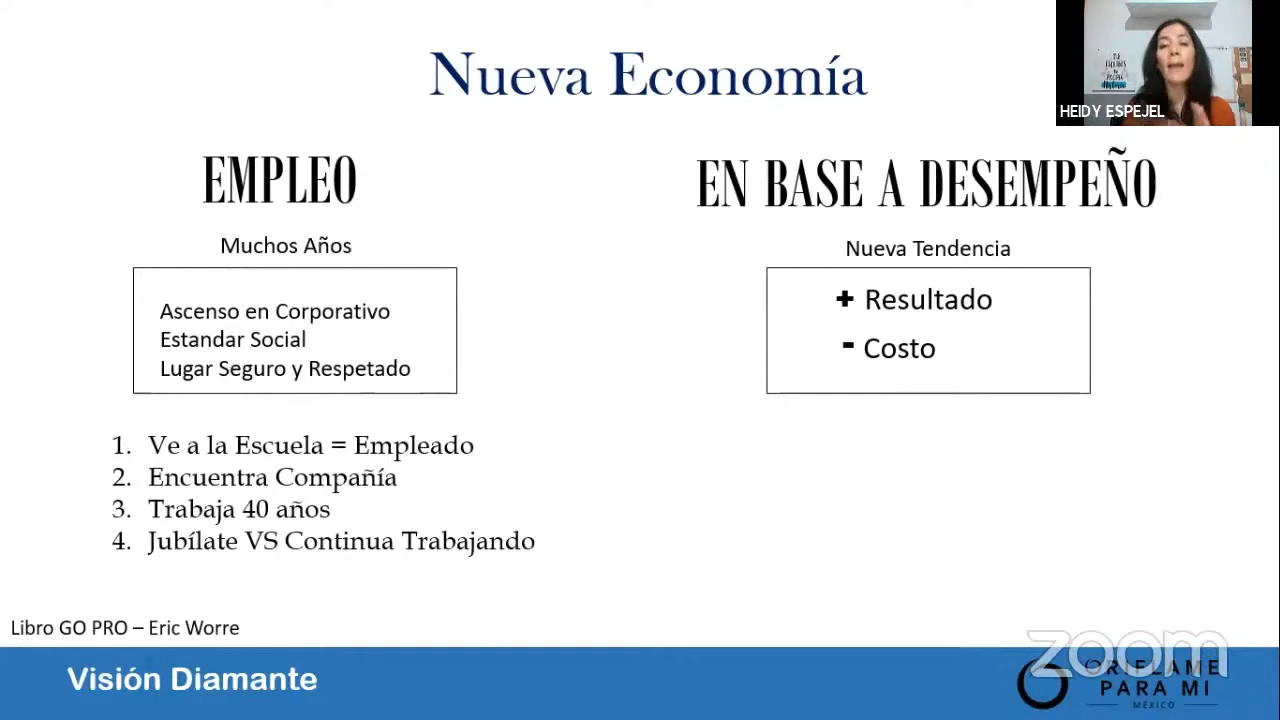 Nueva Economía
HEIDY ESPEJEL
EMPLEO
EN BASE A DESEMPEÑO
Muchos Años
Nueva Tendencia
Ascenso en Corporativo
Estandar Social
Lugar Seguro y Respetado
+ Resultado
- Costo
1. Ve a la Escuela = Empleado
2. Encuentra Compañía
3. Trabaja 40 años
4. Jubílate VS Continua Trabajando
Libro GO PRO – Eric Worre
Visión Diamante
zoom
ORIFLAME
PARA MI
MÉXICO